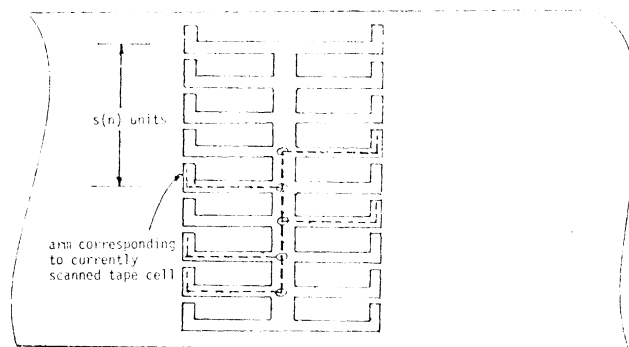 s(n) units
arm corresponding
to currently
scanned tape cell